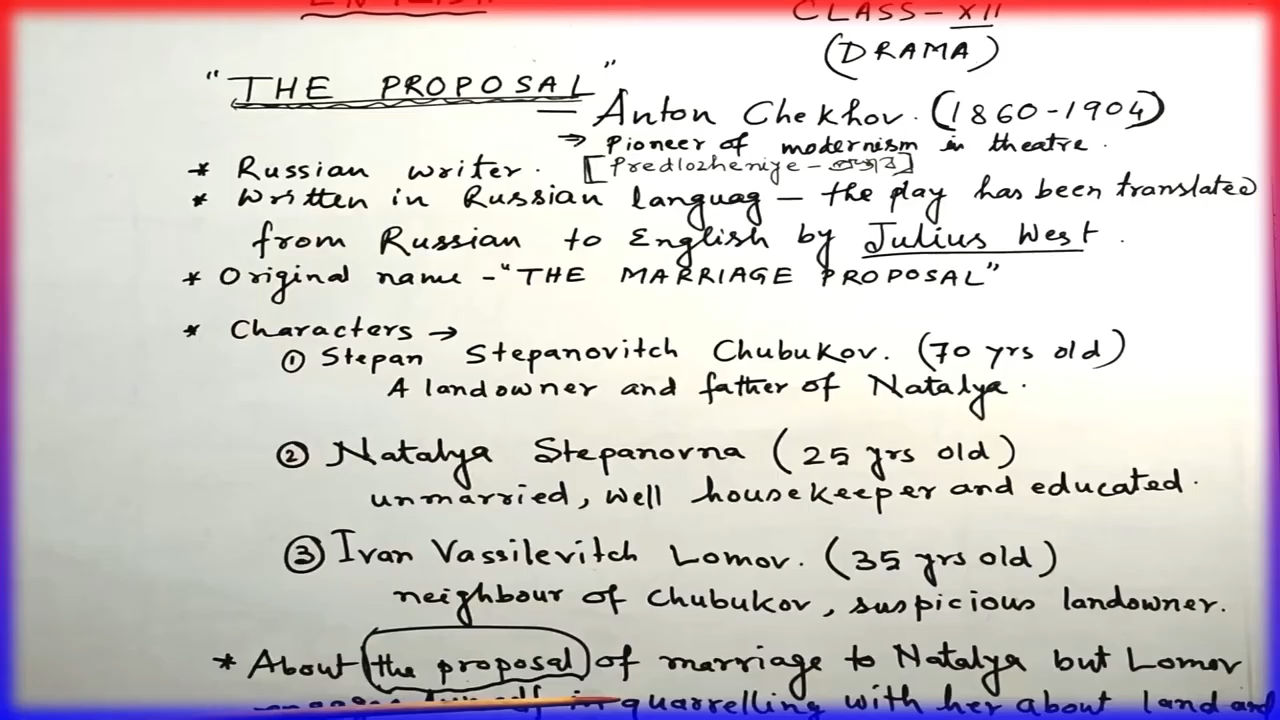 ENGLISH
CLASS-XII
(DRAMA)
"THE PROPOSAL"
— Anton Chekhov. (1860-1904)
⇒ Pioneer of modernism in theatre.
* Russian writer. [Predlozheniye -
* Written in Russian languag — the play has been translated
from Russian to English by Julius West.
* Original name - "THE MARRIAGE PROPOSAL"
* Characters →
① Stepan Stepanovitch Chubukov. (70 yrs old)
A landowner and father of Natalya.
② Natalya Stepanovna (25 yrs old)
unmarried, well housekeeper and educated.
③ Ivan Vassilevitch Lomov. (35 yrs old)
neighbour of Chubukov, suspicious landowner.
* About the proposal of marriage to Natalya but Lomov
in quarrelling with her about land and